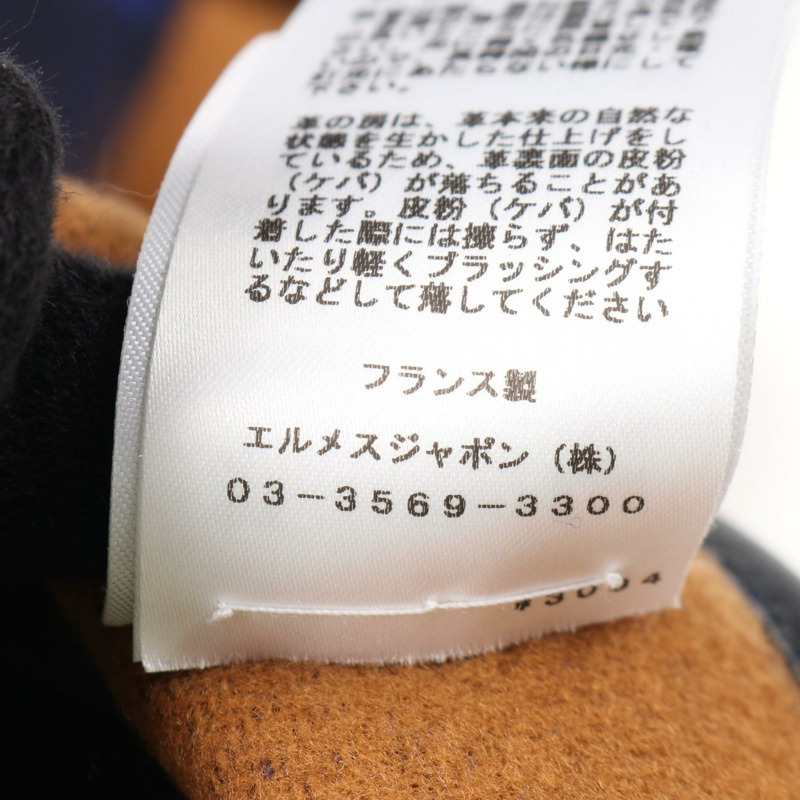 下さい。
革の房は、革本来の自然な
状態を生かした仕上げをし
ているため、革裏面の皮粉
（ケバ）が落ちることがあ
ります。皮粉（ケバ）が付
着した際には擦らず、はた
いたり軽くブラッシングす
るなどして落してください
フランス製
エルメスジャポン（株）
03-3569-3300